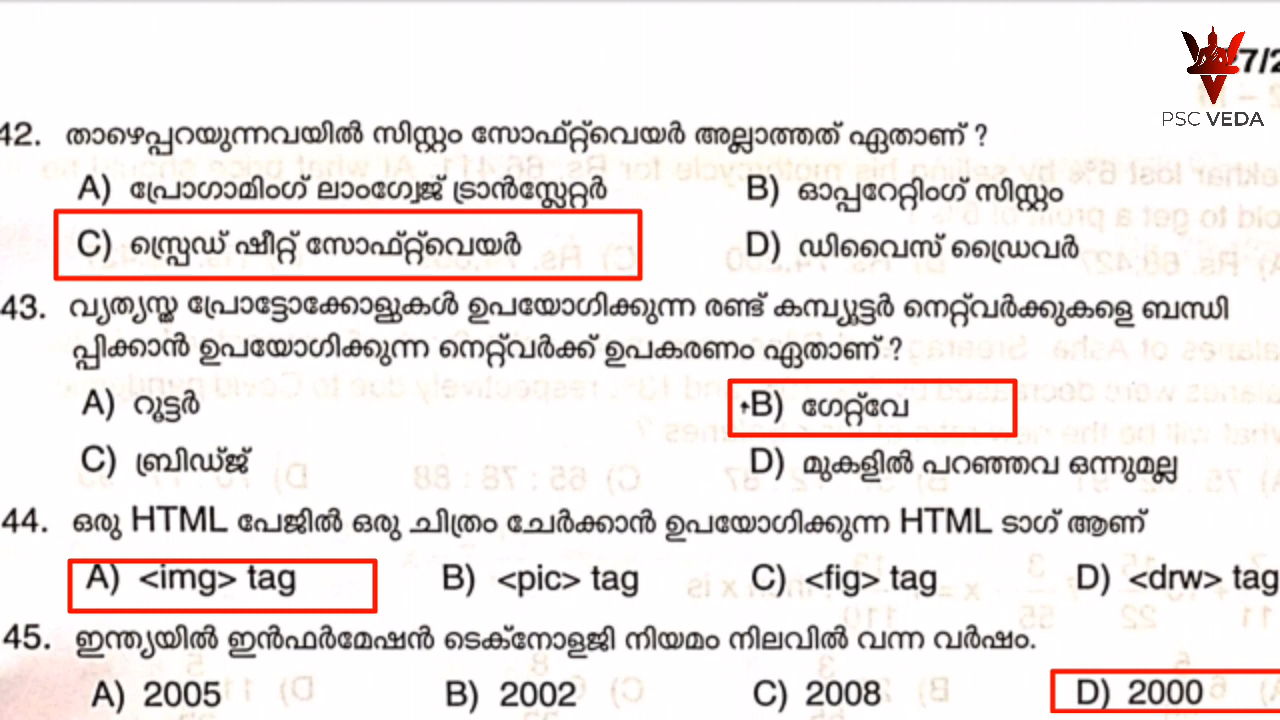 27/2
PSC VEDA
42. താഴെപ്പറയുന്നവയിൽ സിസ്റ്റം സോഫ്റ്റ്‌വെയർ അല്ലാത്തത് ഏതാണ് ?
A) പ്രോഗാമിംഗ് ലാംഗ്വേജ് ട്രാൻസ്ലേറ്റർ B) ഓപ്പറേറ്റിംഗ് സിസ്റ്റം
C) സ്പ്രെഡ് ഷീറ്റ് സോഫ്റ്റ്‌വെയർ D) ഡിവൈസ് ഡ്രൈവർ
43. വ്യത്യസ്ത പ്രോട്ടോക്കോളുകൾ ഉപയോഗിക്കുന്ന രണ്ട് കമ്പ്യൂട്ടർ നെറ്റ്‌വർക്കുകളെ ബന്ധി
പ്പിക്കാൻ ഉപയോഗിക്കുന്ന നെറ്റ്‌വർക്ക് ഉപകരണം ഏതാണ് ?
A) റൂട്ടർ B) ഗേറ്റ്‌വേ
C) ബ്രിഡ്ജ് D) മുകളിൽ പറഞ്ഞവ ഒന്നുമല്ല
44. ഒരു HTML പേജിൽ ഒരു ചിത്രം ചേർക്കാൻ ഉപയോഗിക്കുന്ന HTML ടാഗ് ആണ്
A) <img> tag B) <pic> tag C) <fig> tag D) <drw> tag
45. ഇന്ത്യയിൽ ഇൻഫർമേഷൻ ടെക്നോളജി നിയമം നിലവിൽ വന്ന വർഷം.
A) 2005 B) 2002 C) 2008 D) 2000